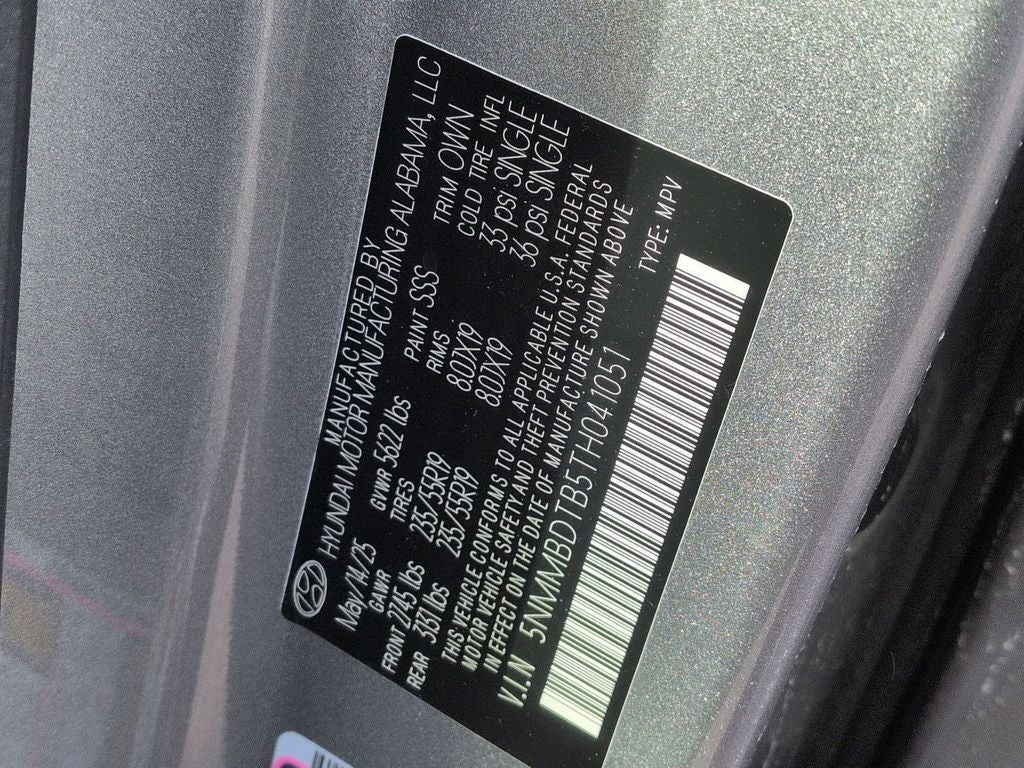 MANUFACTURED BY
HYUNDAI MOTOR MANUFACTURING ALABAMA, LLC
May/14/25 GVWR 5622 lbs PAINT SSS TRIM OWN
GAWR TIRES RIMS COLD TIRE INFL
FRONT 2745 lbs 235/55R19 8.0JX19 33 psi SINGLE
REAR 3251 lbs 235/55R19 8.0JX19 36 psi SINGLE
THIS VEHICLE CONFORMS TO ALL APPLICABLE U.S.A. FEDERAL
MOTOR VEHICLE SAFETY AND THEFT PREVENTION STANDARDS
IN EFFECT ON THE DATE OF MANUFACTURE SHOWN ABOVE
V.I.N 5NMMBDTB5TH041051 TYPE: MPV